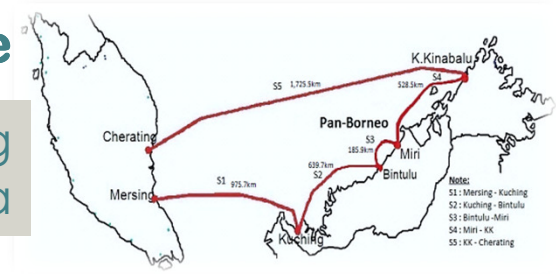 e
g
a
K.Kinabalu
S5 1,725.5km
528.5km
S4
Pan-Borneo
Cherating
S3
185.9km
Miri
639.7km
S2
Bintulu
Mersing
S1 975.7km
Kuching
Note:
S1 : Mersing - Kuching
S2 : Kuching - Bintulu
S3 : Bintulu -Miri
S4 : Miri - KK
S5 : KK - Cherating